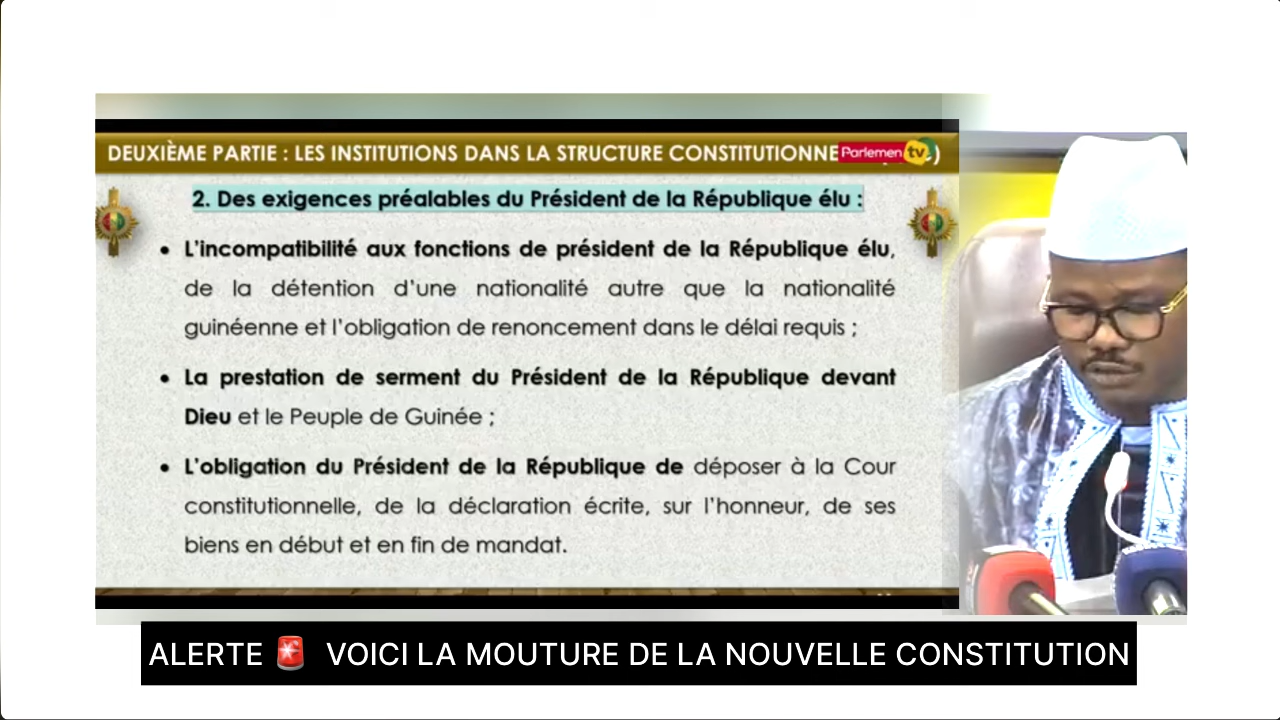 DEUXIÈME PARTIE : LES INSTITUTIONS DANS LA STRUCTURE CONSTITUTIONNE
Parlemen tv
2. Des exigences préalables du Président de la République élu :
• L'incompatibilité aux fonctions de président de la République élu,
de la détention d'une nationalité autre que la nationalité
guinéenne et l'obligation de renoncement dans le délai requis ;
• La prestation de serment du Président de la République devant
Dieu et le Peuple de Guinée ;
• L'obligation du Président de la République de déposer à la Cour
constitutionnelle, de la déclaration écrite, sur l'honneur, de ses
biens en début et en fin de mandat.
ALERTE 🚨 VOICI LA MOUTURE DE LA NOUVELLE CONSTITUTION